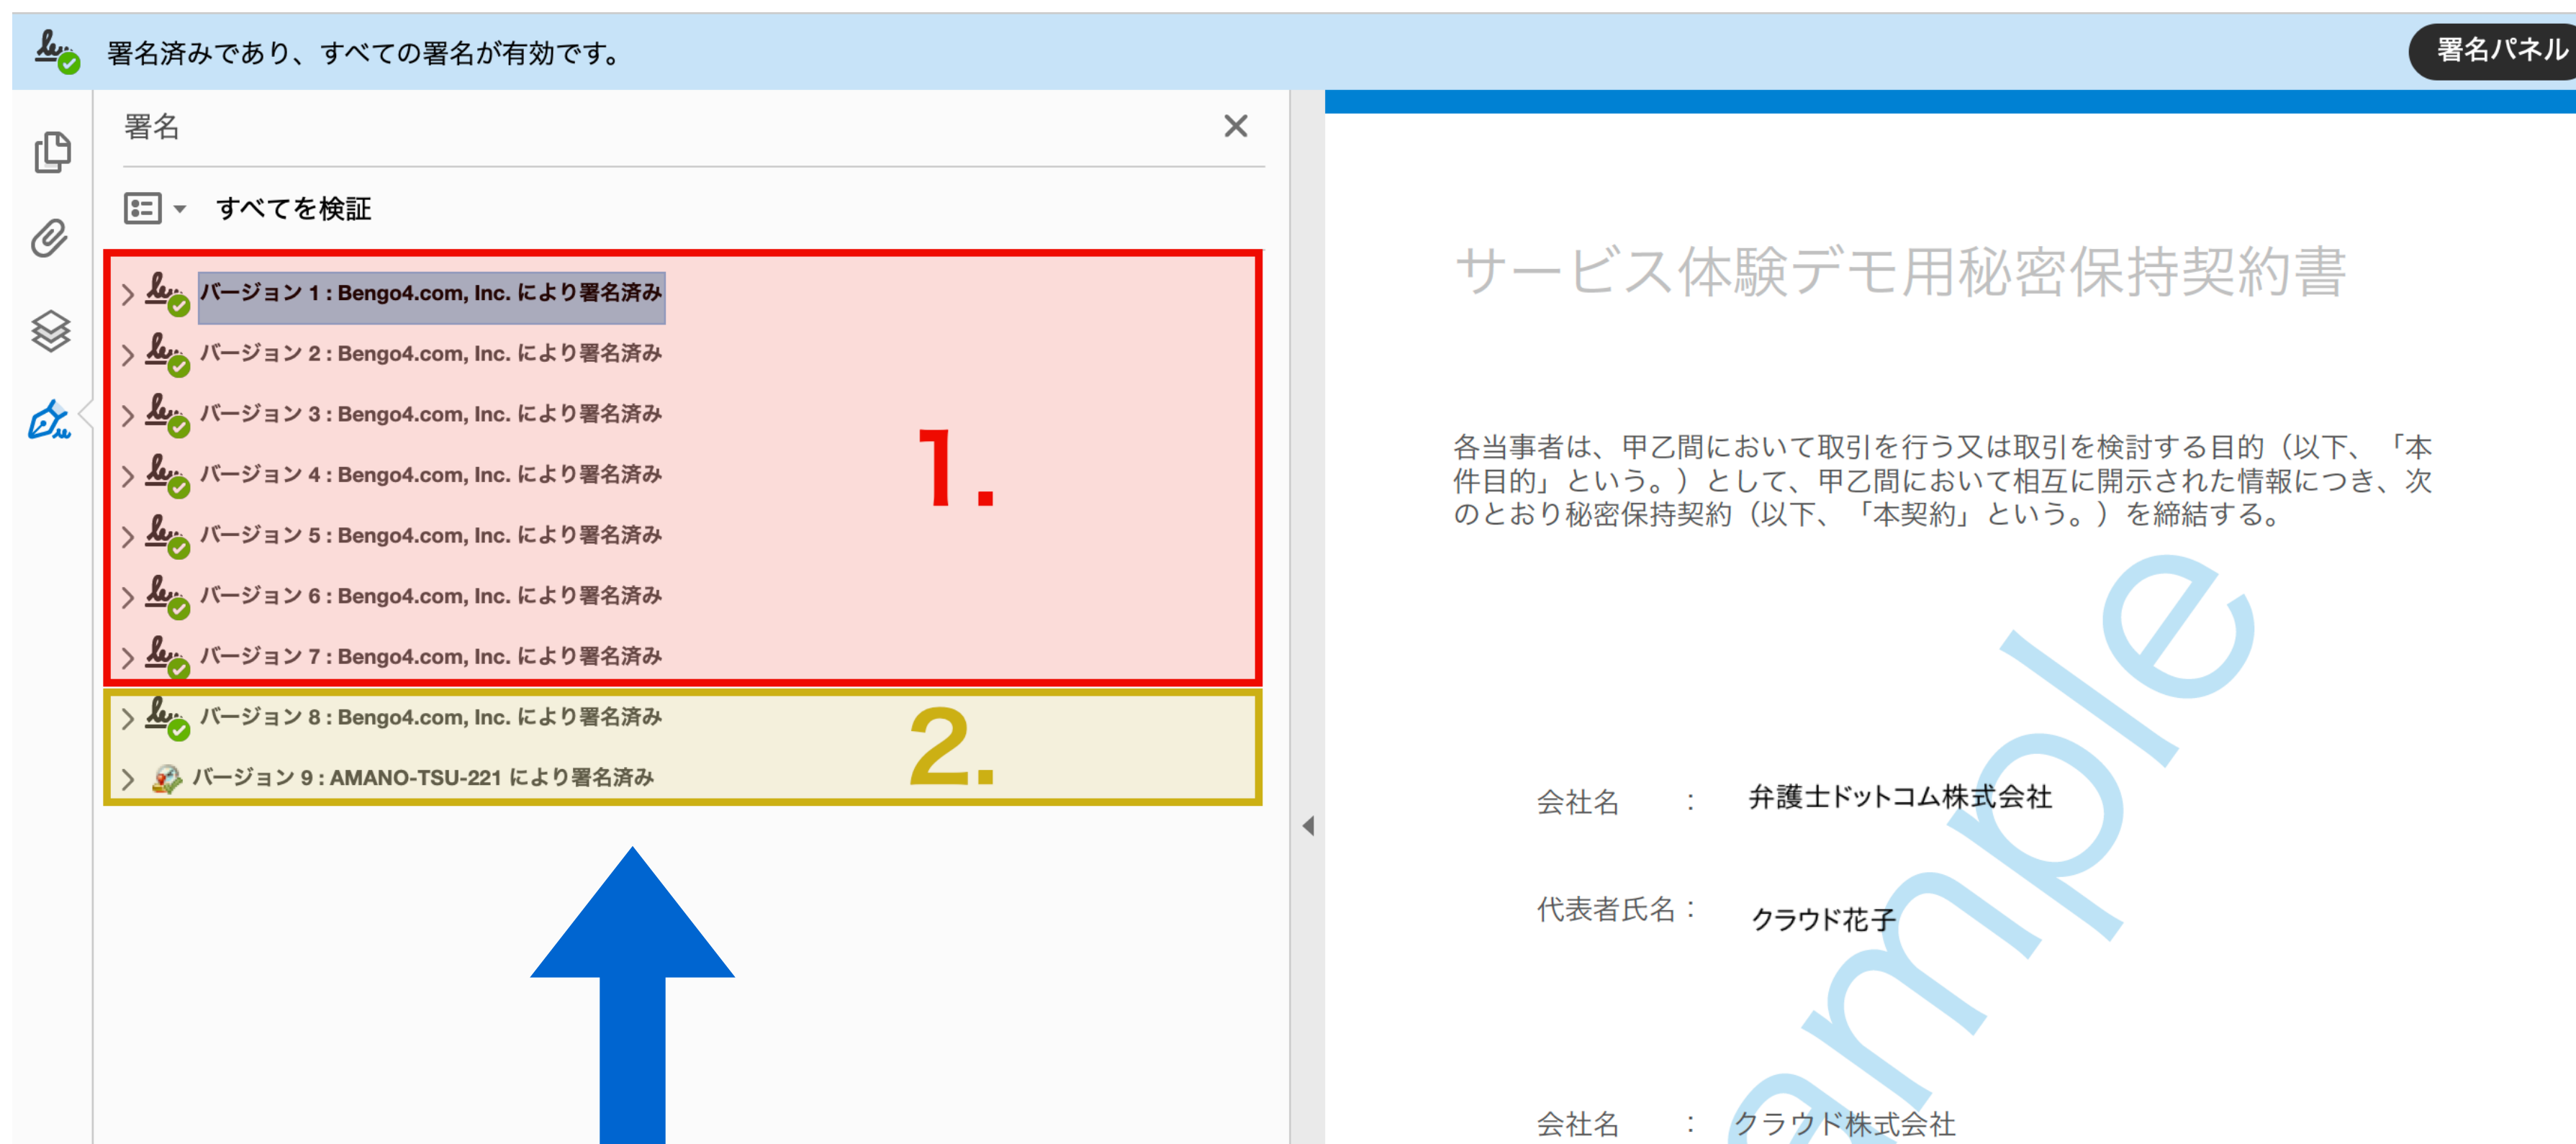 署名済みであり、すべての署名が有効です。
署名パネル
署名
すべてを検証
バージョン 1 : Bengo4.com, Inc. により署名済み
バージョン 2 : Bengo4.com, Inc. により署名済み
バージョン 3 : Bengo4.com, Inc. により署名済み
バージョン 4 : Bengo4.com, Inc. により署名済み
バージョン 5 : Bengo4.com, Inc. により署名済み
バージョン 6 : Bengo4.com, Inc. により署名済み
バージョン 7 : Bengo4.com, Inc. により署名済み
1.
バージョン 8 : Bengo4.com, Inc. により署名済み
バージョン 9 : AMANO-TSU-221 により署名済み
2.
サービス体験デモ用秘密保持契約書
各当事者は、甲乙間において取引を行う又は取引を検討する目的（以下、「本
件目的」という。）として、甲乙間において相互に開示された情報につき、次
のとおり秘密保持契約（以下、「本契約」という。）を締結する。
会社名 : 弁護士ドットコム株式会社
代表者氏名： クラウド花子
会社名 : クラウド株式会社
ample